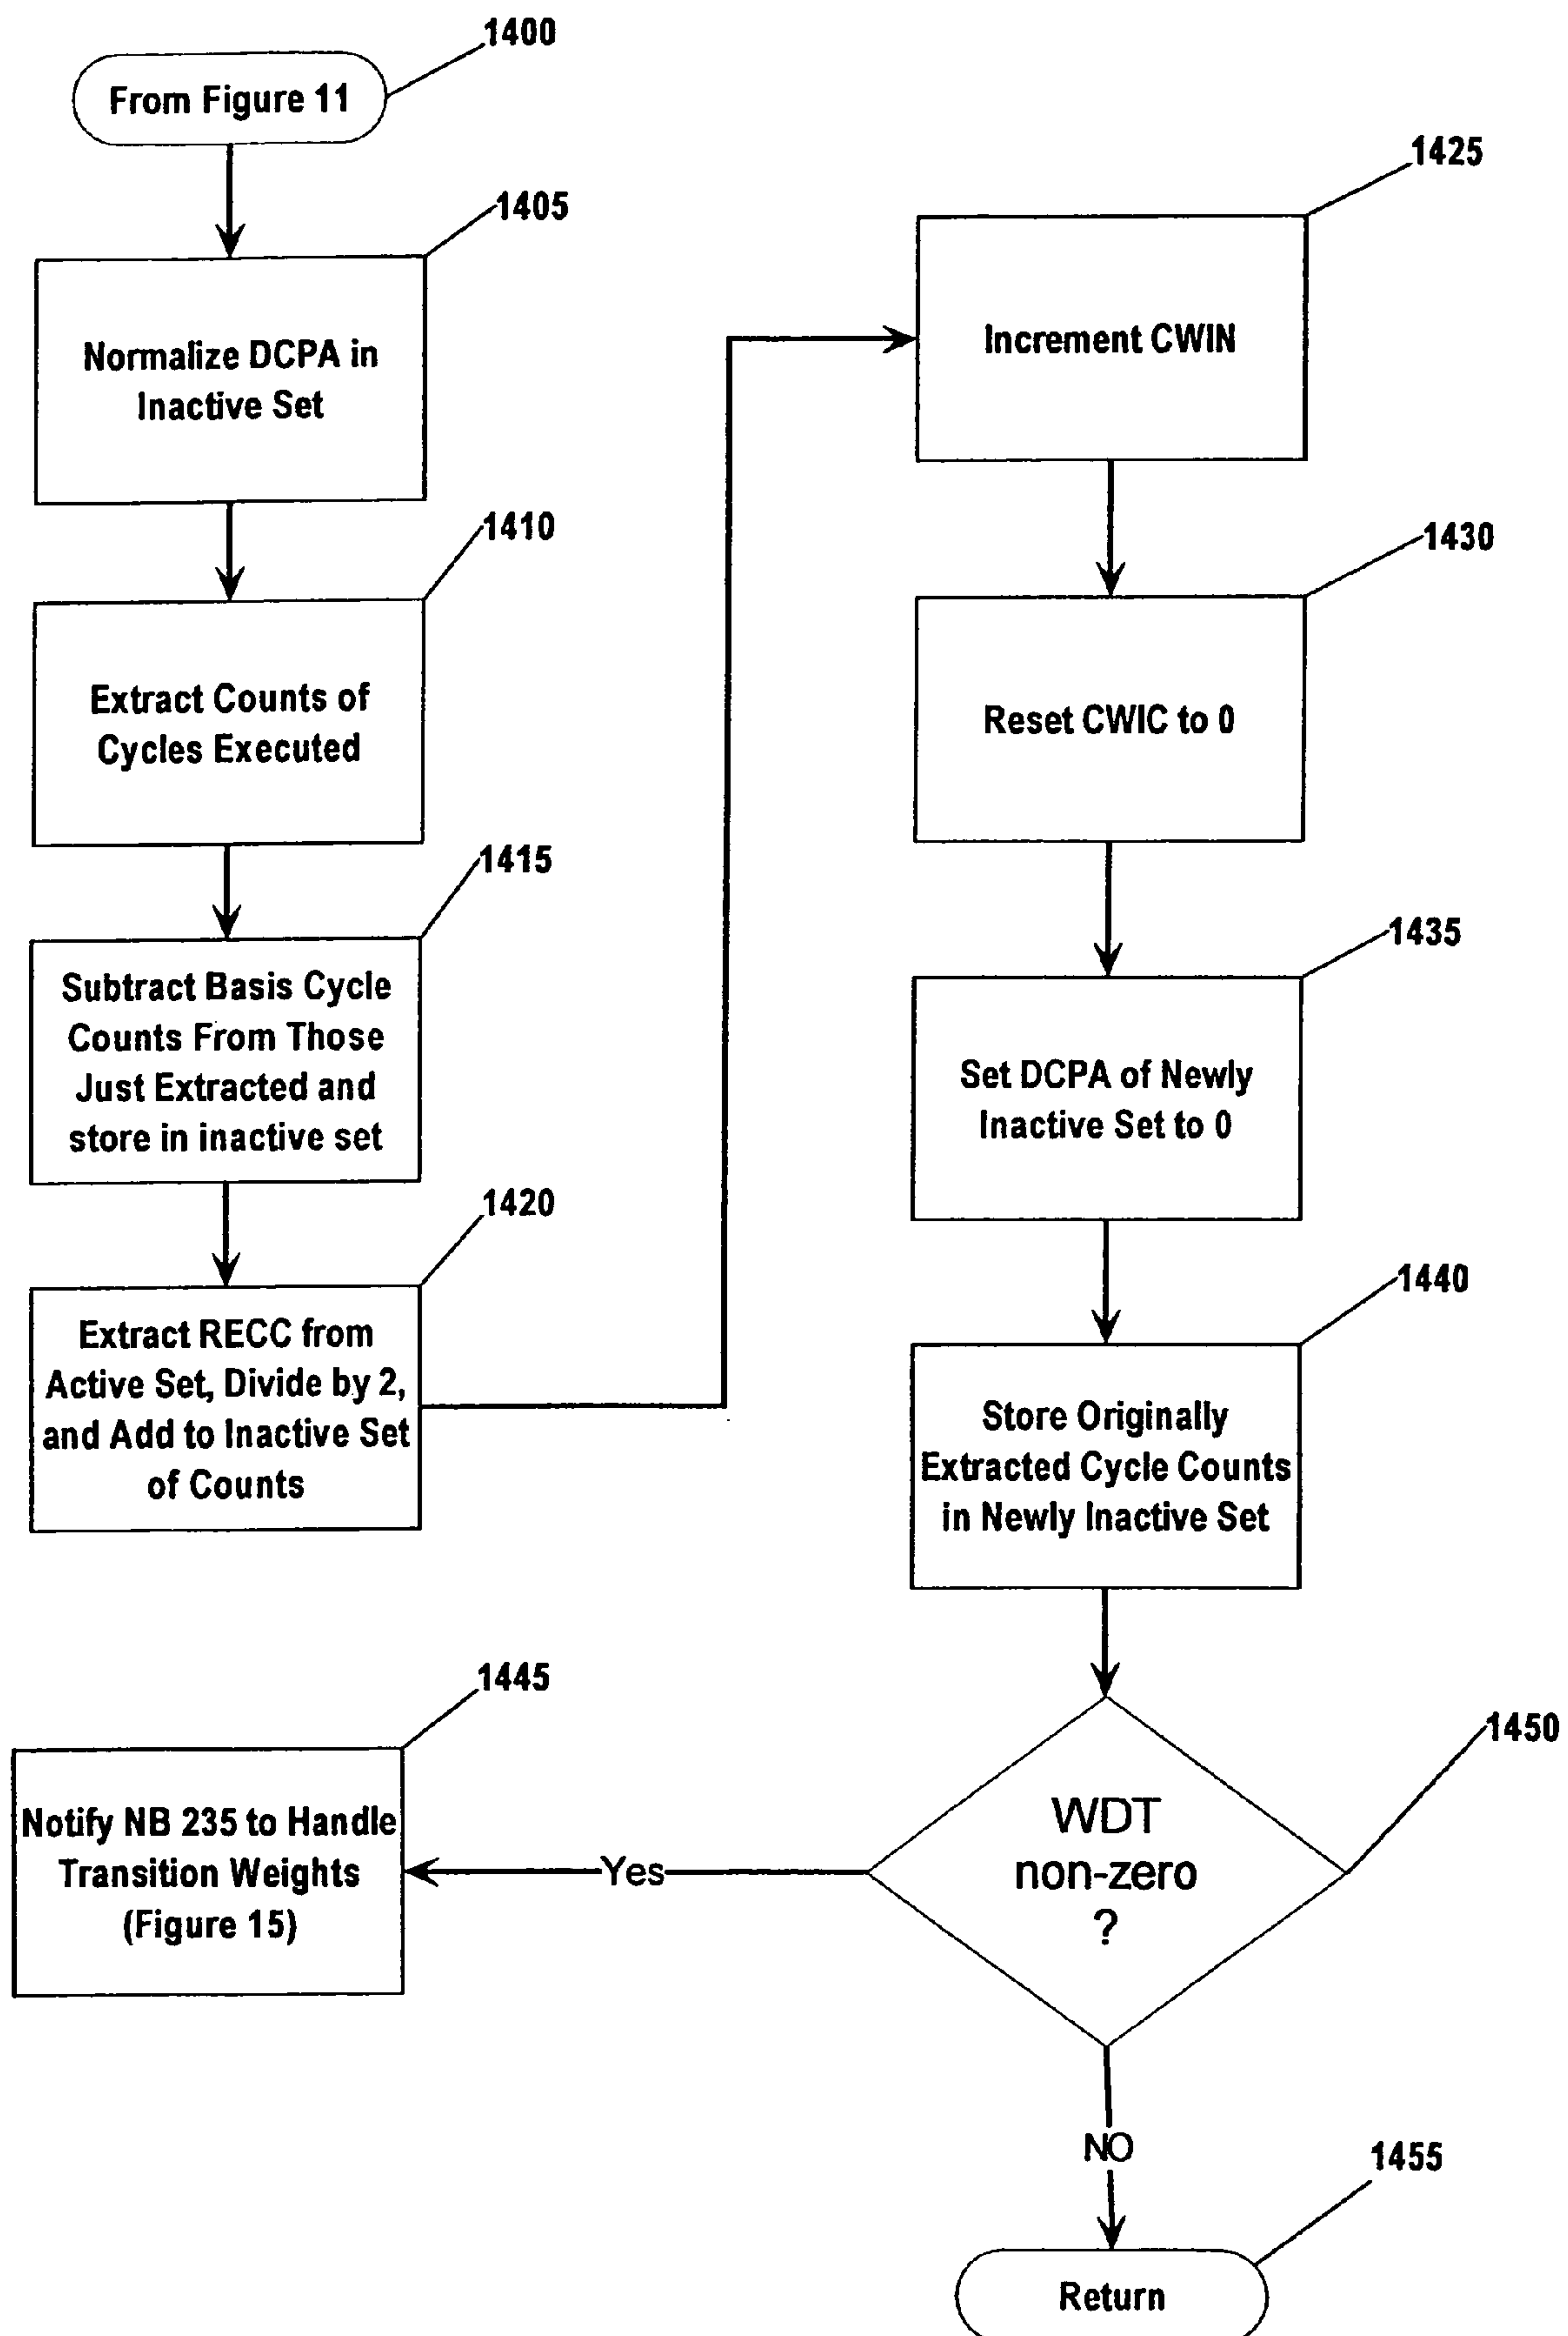 1400
From Figure 11
1405
Normalize DCPA in
Inactive Set
1410
Extract Counts of
Cycles Executed
1415
Subtract Basis Cycle
Counts From Those
Just Extracted and
store in inactive set
1420
Extract RECC from
Active Set, Divide by 2,
and Add to Inactive Set
of Counts
1425
Increment CWIN
1430
Reset CWIC to 0
1435
Set DCPA of Newly
Inactive Set to 0
1440
Store Originally
Extracted Cycle Counts
in Newly Inactive Set
1450
WDT
non-zero
?
Yes
1445
Notify NB 235 to Handle
Transition Weights
(Figure 15)
NO
1455
Return